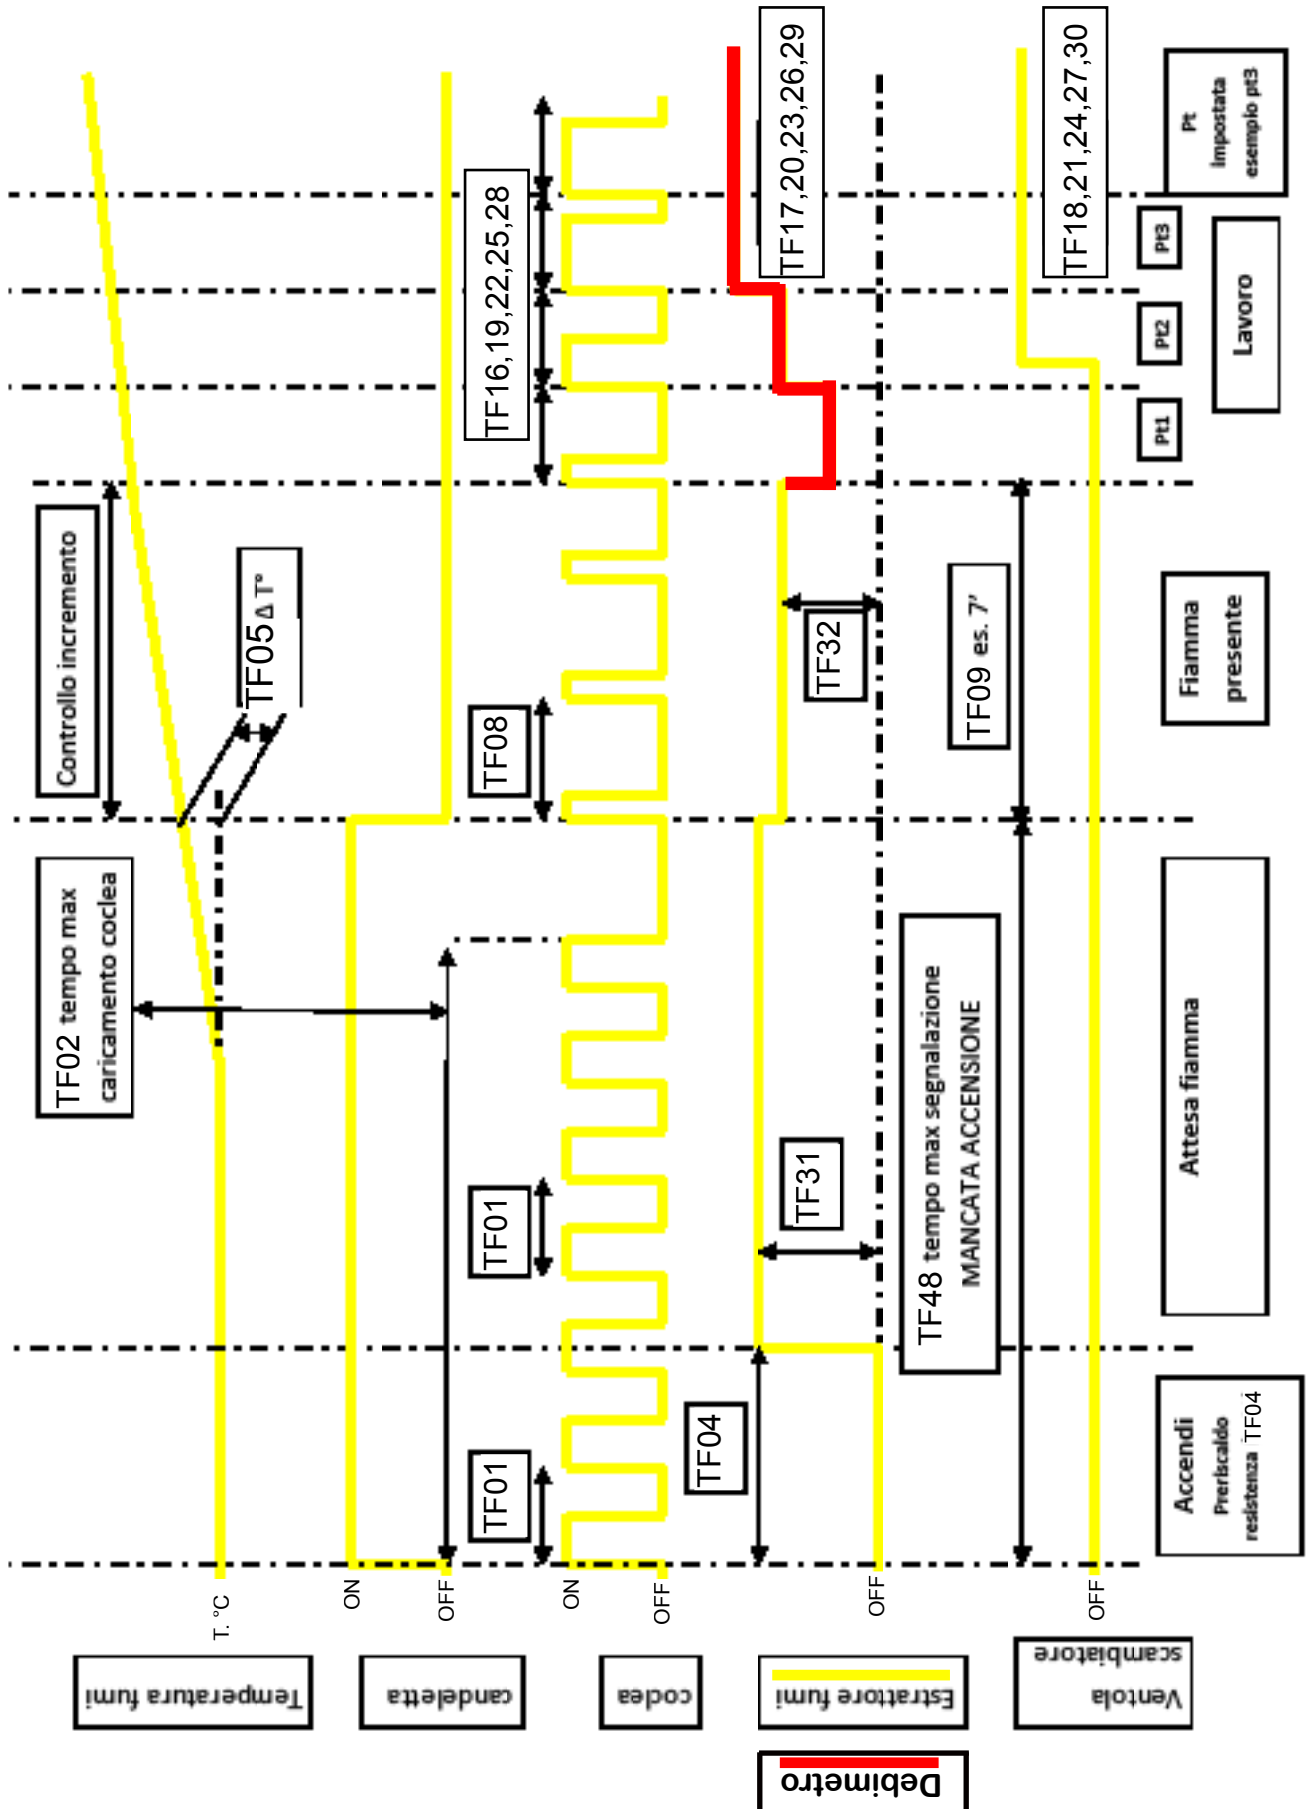 Temperatura fumi
T. °C
TF02 tempo max
caricamento coclea
Controllo incremento
TF05 Δ T°
candeletta
ON
OFF
coclea
ON
OFF
TF01
TF01
TF08
TF16,19,22,25,28
Estrattore fumi
Debimetro
OFF
TF04
TF31
TF32
TF17,20,23,26,29
Ventola
scambiatore
OFF
TF48 tempo max segnalazione
MANCATA ACCENSIONE
TF09 es. 7'
TF18,21,24,27,30
Accendi
Preriscaldo
resistenza TF04
Attesa fiamma
Fiamma
presente
Pt1
Pt2
Pt3
Lavoro
Pt
impostata
esempio pt3